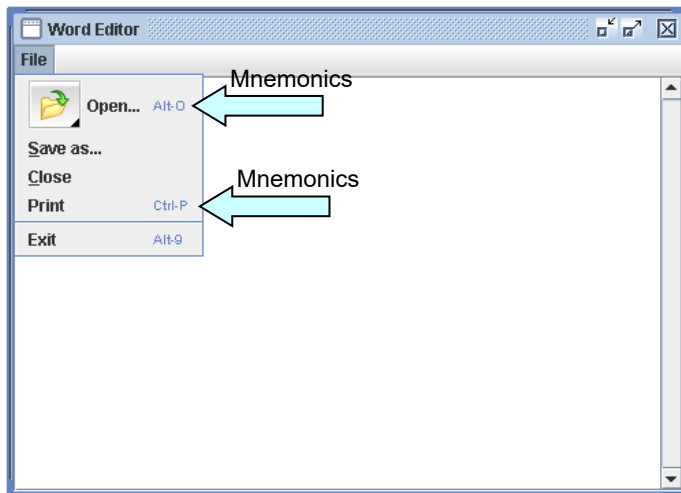 Word Editor
File
Mnemonics
Open... Alt-O
Save as...
Close
Mnemonics
Print Ctrl-P
Exit Alt-9